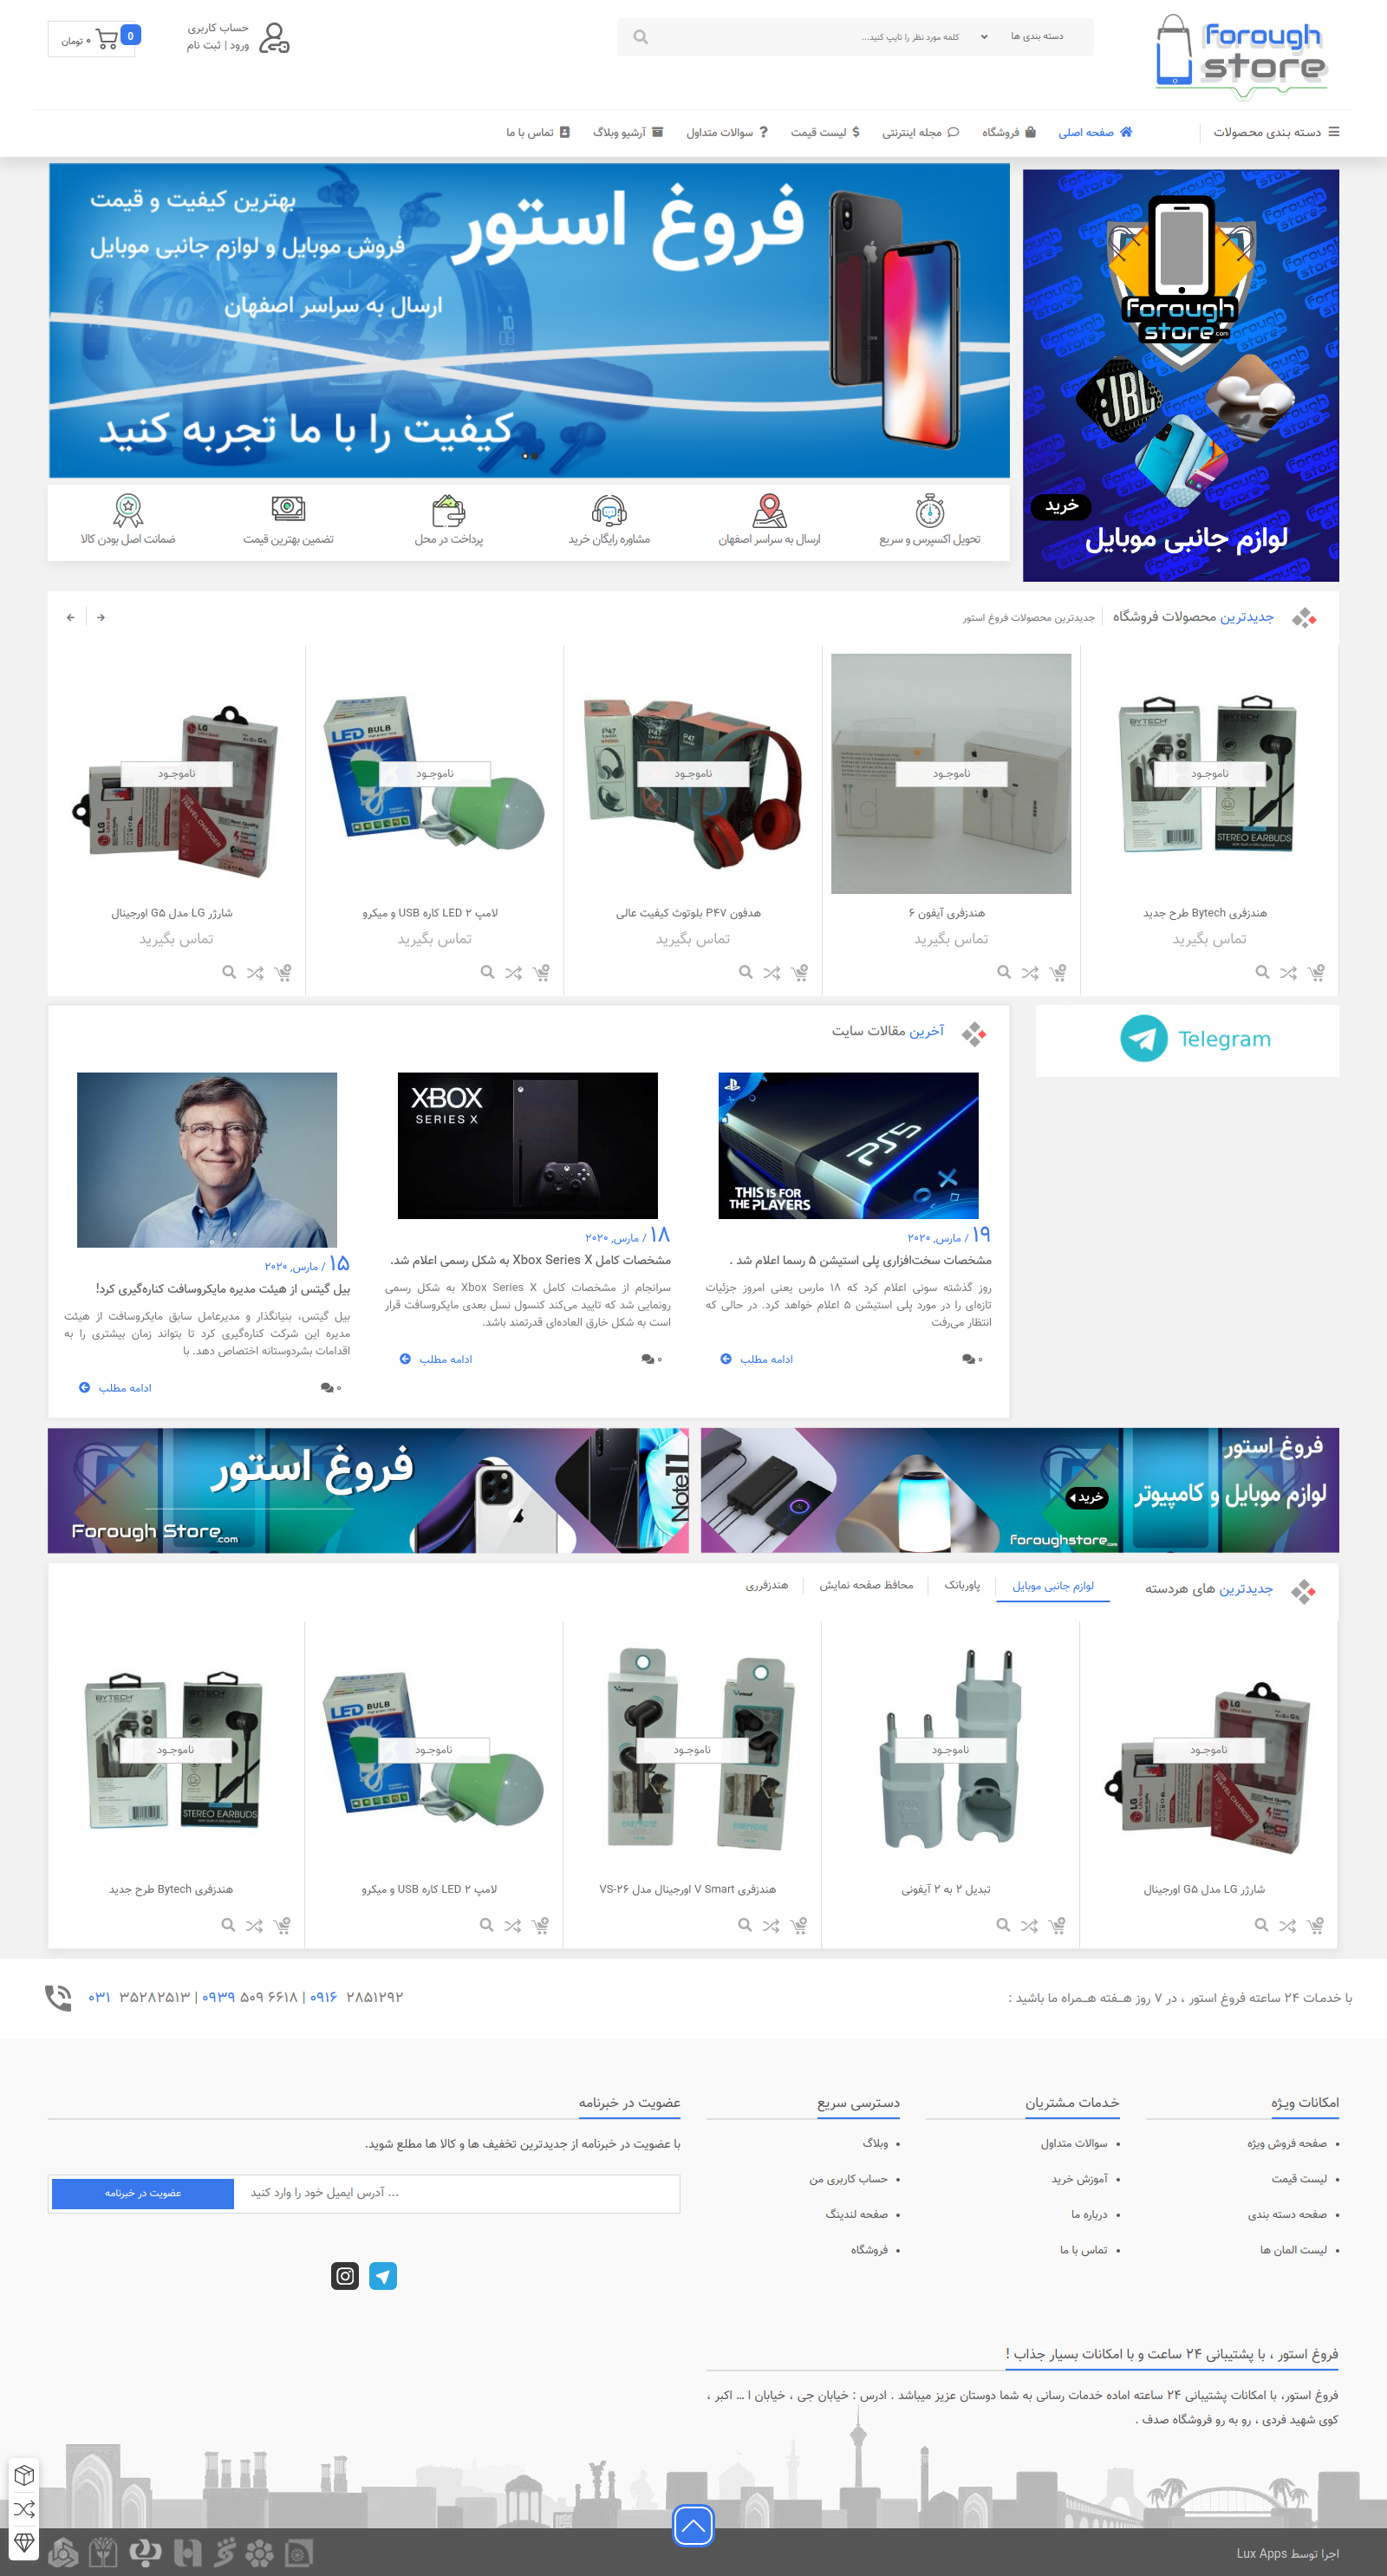 Forough store
دسته بندی ها
کلمه مورد نظر را تایپ کنید...
حساب کاربری
ورود | ثبت نام
0
۰ تومان
دسته بندی محصولات
صفحه اصلی
فروشگاه
مجله اینترنتی
لیست قیمت
سوالات متداول
آرشیو وبلاگ
تماس با ما
Forough store.com
JBL
خرید
لوازم جانبی موبایل
فروغ استور
بهترین کیفیت و قیمت
فروش موبایل و لوازم جانبی موبایل
ارسال به سراسر اصفهان
کیفیت را با ما تجربه کنید
تحویل اکسپرس و سریع
ارسال به سراسر اصفهان
مشاوره رایگان خرید
پرداخت در محل
تضمین بهترین قیمت
ضمانت اصل بودن کالا
جدیدترین محصولات فروشگاه
جدیدترین محصولات فروغ استور
ناموجود
ناموجود
ناموجود
ناموجود
ناموجود
هندزفری Bytech طرح جدید
تماس بگیرید
هندزفری آیفون ۶
تماس بگیرید
هدفون P۴۷ بلوتوث کیفیت عالی
تماس بگیرید
لامپ LED ۲ کاره USB و میکرو
تماس بگیرید
شارژر LG مدل G۵ اورجینال
تماس بگیرید
Telegram
آخرین مقالات سایت
PS5
THIS IS FOR THE PLAYERS
۱۹ / مارس, ۲۰۲۰
مشخصات سخت‌افزاری پلی استیشن ۵ رسما اعلام شد .
روز گذشته سونی اعلام کرد که ۱۸ مارس یعنی امروز جزئیات
تازه‌ای را در مورد پلی استیشن ۵ اعلام خواهد کرد. در حالی که
انتظار می‌رفت
۰
ادامه مطلب
XBOX
SERIES X
۱۸ / مارس, ۲۰۲۰
مشخصات کامل Xbox Series X به شکل رسمی اعلام شد.
سرانجام از مشخصات کامل Xbox Series X به شکل رسمی
رونمایی شد که تایید می‌کند کنسول نسل بعدی مایکروسافت قرار
است به شکل خارق العاده‌ای قدرتمند باشد.
۰
ادامه مطلب
۱۵ / مارس, ۲۰۲۰
بیل گیتس از هیئت مدیره مایکروسافت کناره‌گیری کرد!
بیل گیتس، بنیانگذار و مدیرعامل سابق مایکروسافت از هیئت
مدیره این شرکت کناره‌گیری کرد تا بتواند زمان بیشتری را به
اقدامات بشردوستانه اختصاص دهد. با
۰
ادامه مطلب
فروغ استور
لوازم موبایل و کامپیوتر
خرید
foroughstore.com
فروغ استور
Forough Store.com
Note11
جدیدترین های هردسته
لوازم جانبی موبایل
پاوربانک
محافظ صفحه نمایش
هندزفرری
ناموجود
ناموجود
ناموجود
ناموجود
ناموجود
شارژر LG مدل G۵ اورجینال
تبدیل ۲ به ۲ آیفونی
هندزفری V Smart اورجینال مدل VS-۲۶
لامپ LED ۲ کاره USB و میکرو
هندزفری Bytech طرح جدید
با خدمات ۲۴ ساعته فروغ استور ، در ۷ روز هــفته هــمراه ما باشید :
۰۳۱ ۳۵۲۸۲۵۱۳ | ۰۹۳۹ ۵۰۹ ۶۶۱۸ | ۰۹۱۶ ۲۸۵۱۲۹۲
امکانات ویژه
صفحه فروش ویژه
لیست قیمت
صفحه دسته بندی
لیست المان ها
خدمات مشتریان
سوالات متداول
آموزش خرید
درباره ما
تماس با ما
دسترسی سریع
وبلاگ
حساب کاربری من
صفحه لندینگ
فروشگاه
عضویت در خبرنامه
با عضویت در خبرنامه از جدیدترین تخفیف ها و کالا ها مطلع شوید.
آدرس ایمیل خود را وارد کنید ...
عضویت در خبرنامه
فروغ استور ، با پشتیبانی ۲۴ ساعت و با امکانات بسیار جذاب !
فروغ استور، با امکانات پشتیبانی ۲۴ ساعته اماده خدمات رسانی به شما دوستان عزیز میباشد . ادرس : خیابان جی ، خیابان ا ... اکبر ،
کوی شهید فردی ، رو به رو فروشگاه صدف .
اجرا توسط Lux Apps